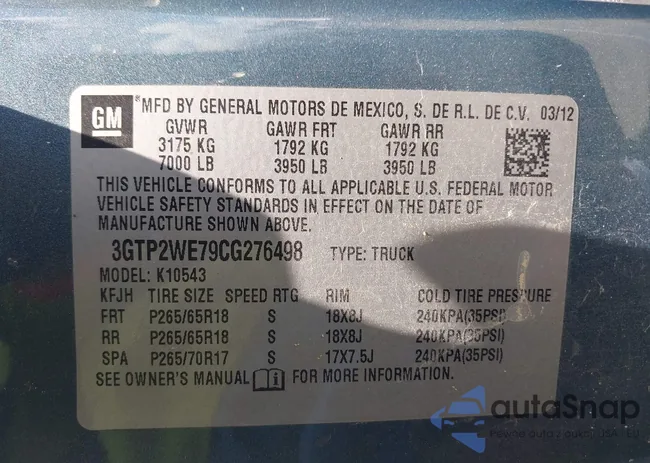 GM
MFD BY GENERAL MOTORS DE MEXICO, S. DE R.L. DE C.V. 03/12
GVWR GAWR FRT GAWR RR
3175 KG 1792 KG 1792 KG
7000 LB 3950 LB 3950 LB
THIS VEHICLE CONFORMS TO ALL APPLICABLE U.S. FEDERAL MOTOR
VEHICLE SAFETY STANDARDS IN EFFECT ON THE DATE OF
MANUFACTURE SHOWN ABOVE.
3GTP2WE79CG276498 TYPE: TRUCK
MODEL: K10543
KFJH TIRE SIZE SPEED RTG RIM COLD TIRE PRESSURE
FRT P265/65R18 S 18X8J 240KPA(35PSI)
RR P265/65R18 S 18X8J 240KPA(35PSI)
SPA P265/70R17 S 17X7.5J 240KPA(35PSI)
SEE OWNER'S MANUAL FOR MORE INFORMATION.
autoSnap